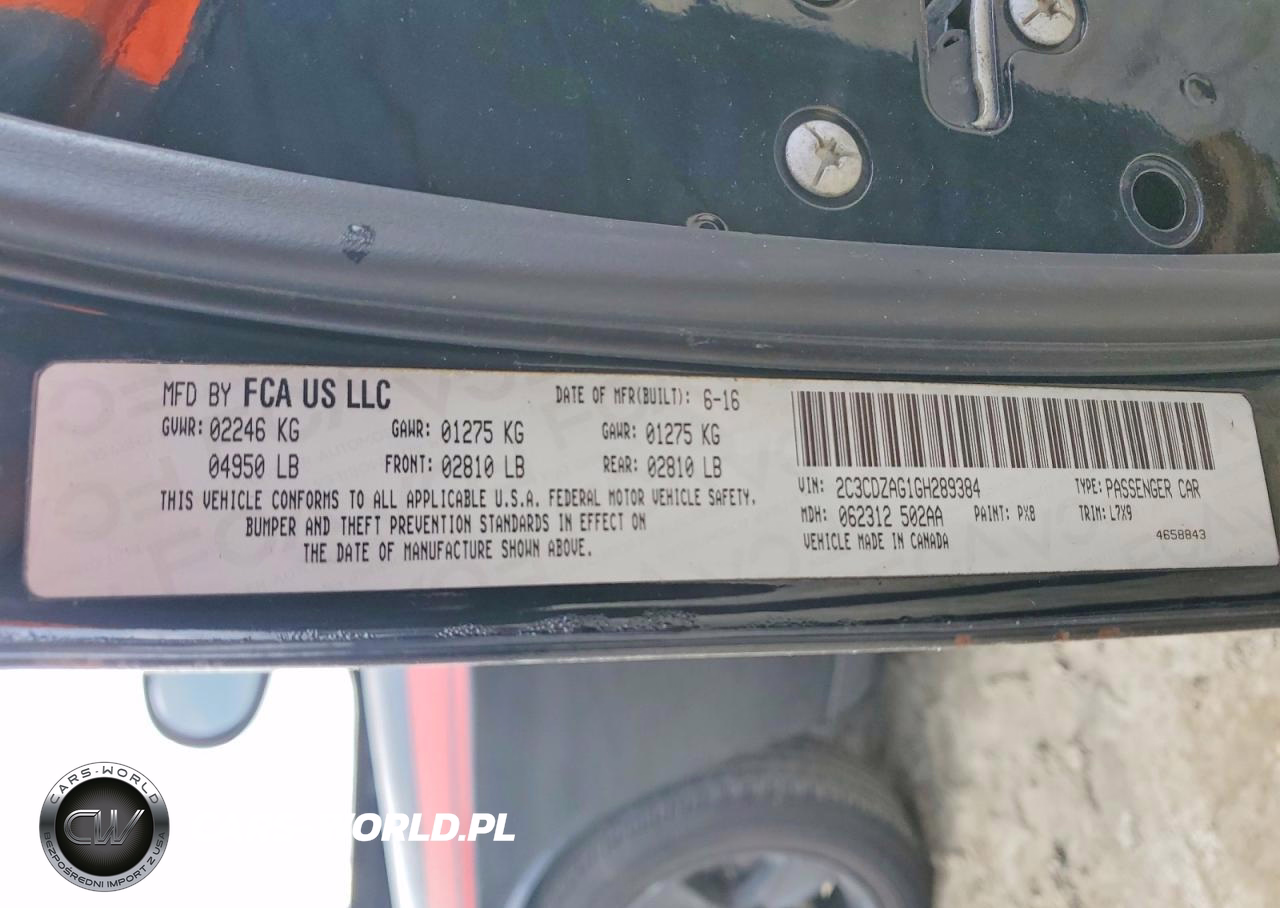 MFD BY FCA US LLC DATE OF MFR(BUILT): 6-16
GVWR: 02246 KG GAWR: 01275 KG GAWR: 01275 KG
04950 LB FRONT: 02810 LB REAR: 02810 LB
THIS VEHICLE CONFORMS TO ALL APPLICABLE U.S.A. FEDERAL MOTOR VEHICLE SAFETY.
BUMPER AND THEFT PREVENTION STANDARDS IN EFFECT ON
THE DATE OF MANUFACTURE SHOWN ABOVE.
VIN: 2C3CDZAG1GH289384 TYPE: PASSENGER CAR
MDH: 062312 502AA PAINT: PX8 TRIM: L7X9
VEHICLE MADE IN CANADA 4658843
CARS-WORLD
CW
BEZPOŚREDNI IMPORT Z USA
WORLD.PL